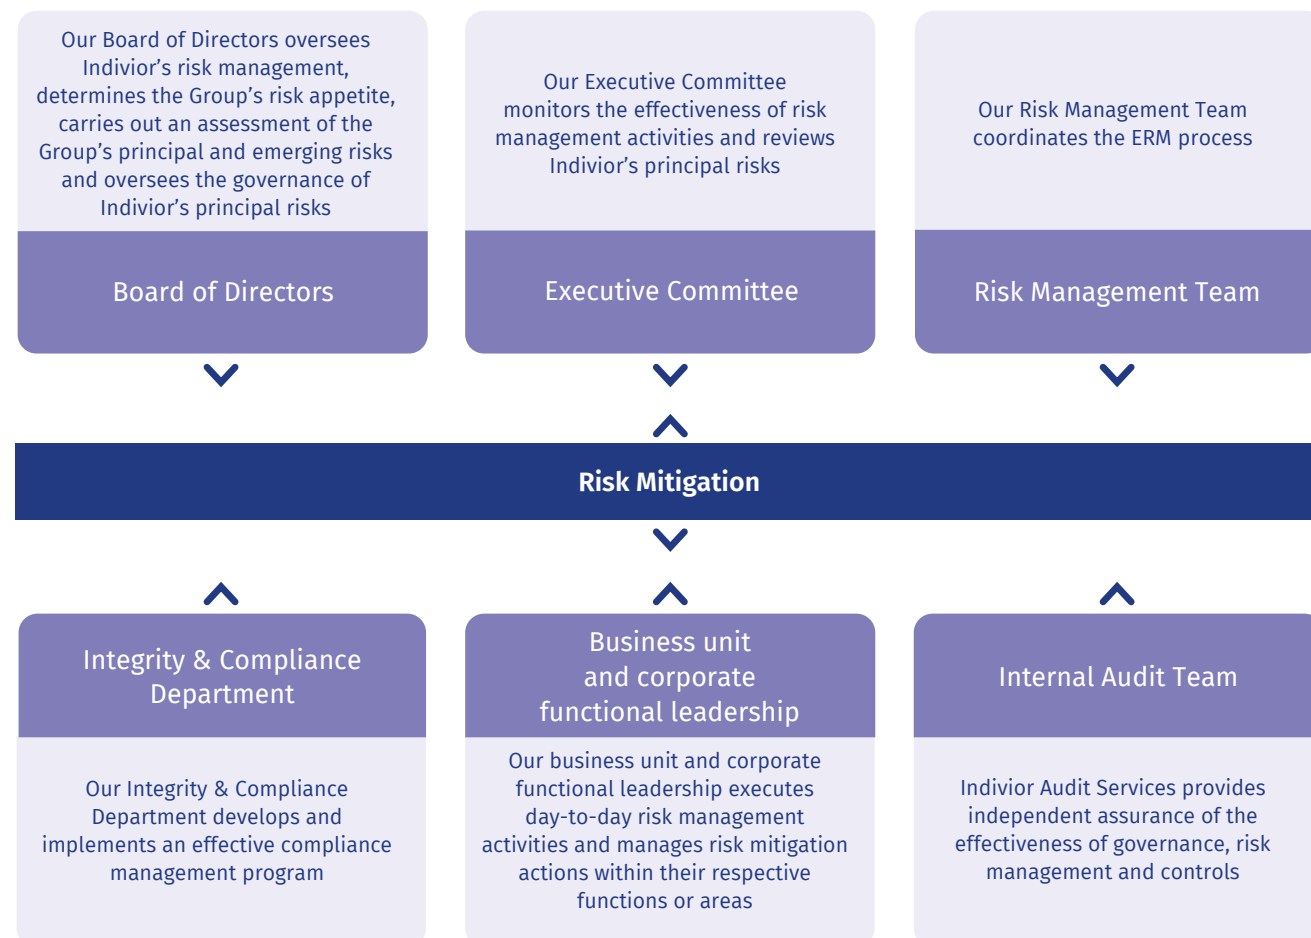 Our Board of Directors oversees
Indivior’s risk management,
determines the Group’s risk appetite,
carries out an assessment of the
Group’s principal and emerging risks
and oversees the governance of
Indivior’s principal risks
Board of Directors
Our Executive Committee
monitors the effectiveness of risk
management activities and reviews
Indivior’s principal risks
Executive Committee
Our Risk Management Team
coordinates the ERM process
Risk Management Team
Risk Mitigation
Integrity & Compliance
Department
Our Integrity & Compliance
Department develops and
implements an effective compliance
management program
Business unit
and corporate
functional leadership
Our business unit and corporate
functional leadership executes
day-to-day risk management
activities and manages risk mitigation
actions within their respective
functions or areas
Internal Audit Team
Indivior Audit Services provides
independent assurance of the
effectiveness of governance, risk
management and controls